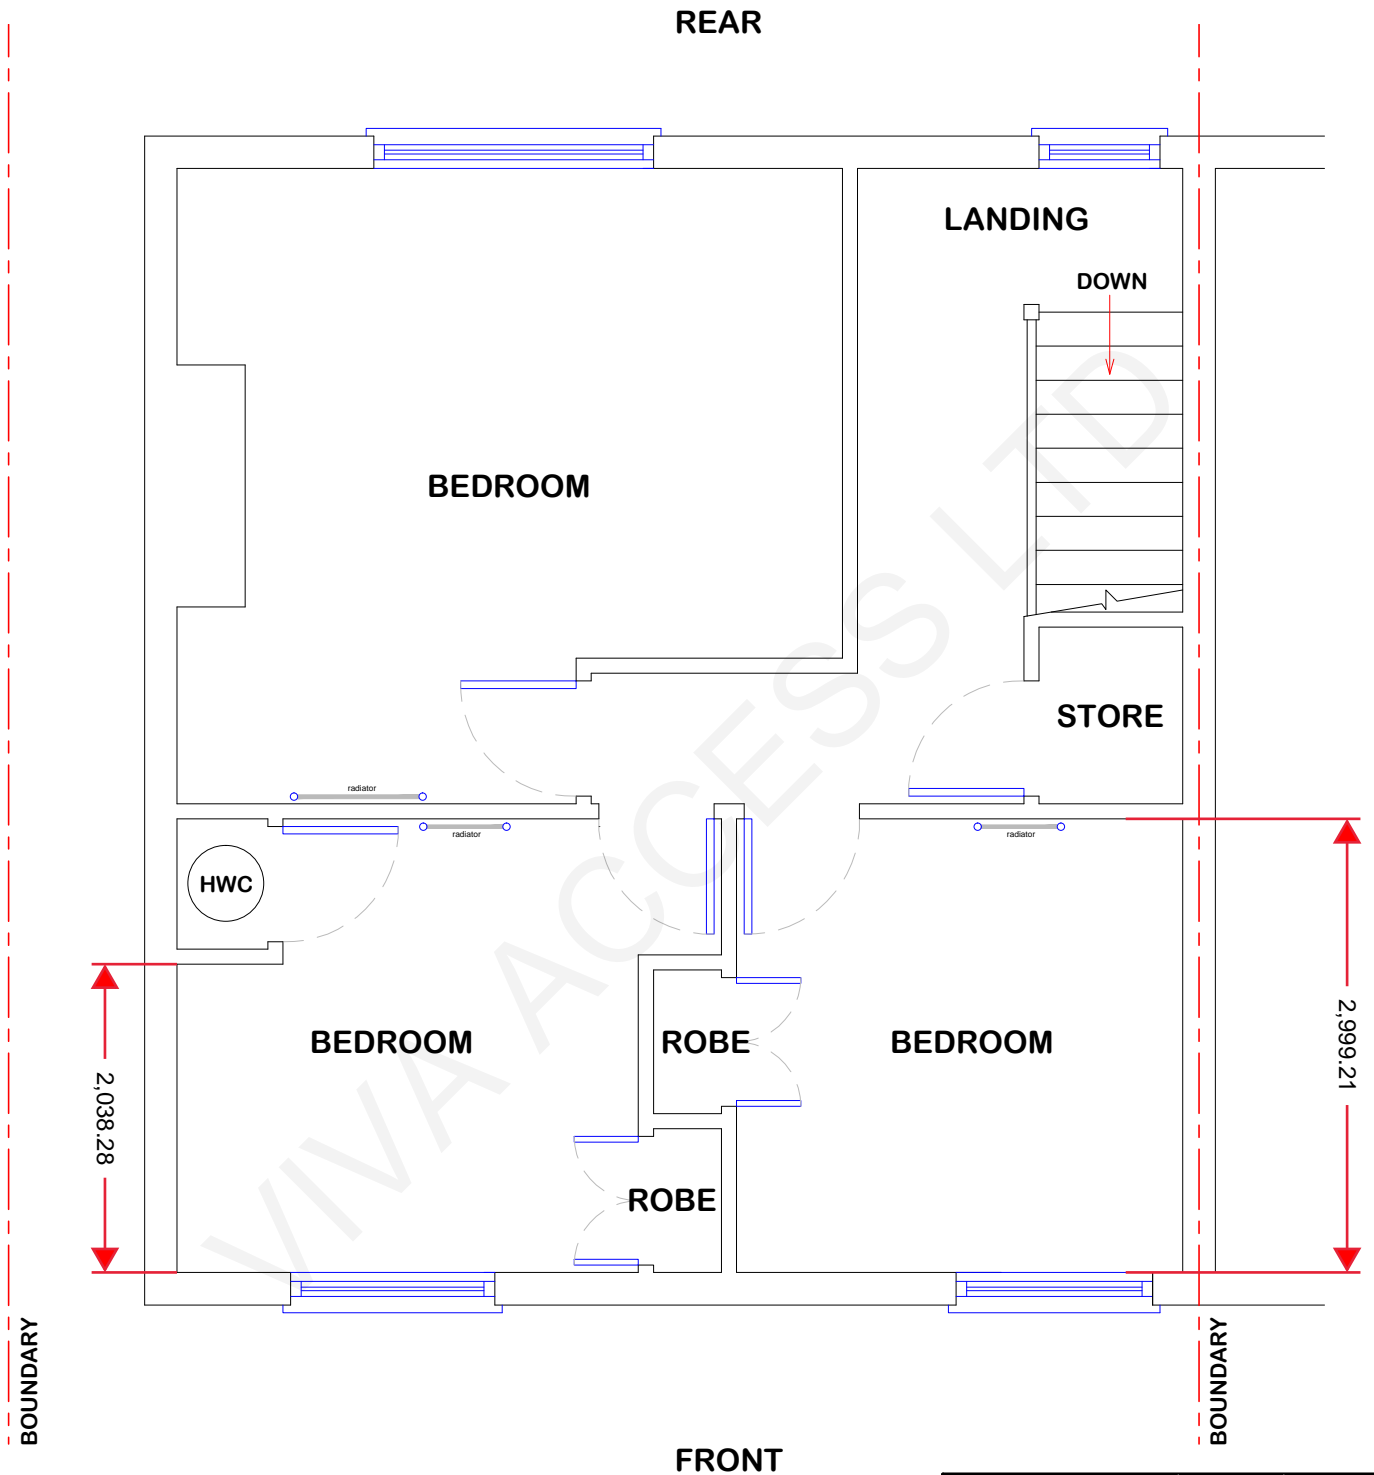 REAR
LANDING
DOWN
BEDROOM
STORE
radiator
radiator
radiator
HWC
BEDROOM
ROBE
BEDROOM
2,999.21
2,038.28
ROBE
BOUNDARY
BOUNDARY
FRONT
VIVA ACCESS LTD